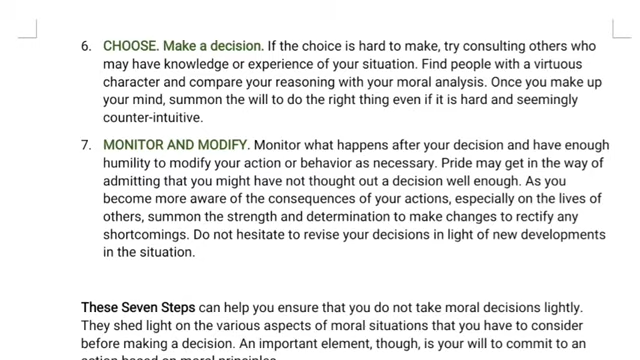 6. CHOOSE. Make a decision. If the choice is hard to make, try consulting others who
may have knowledge or experience of your situation. Find people with a virtuous
character and compare your reasoning with your moral analysis. Once you make up
your mind, summon the will to do the right thing even if it is hard and seemingly
counter-intuitive.
7. MONITOR AND MODIFY. Monitor what happens after your decision and have enough
humility to modify your action or behavior as necessary. Pride may get in the way of
admitting that you might have not thought out a decision well enough. As you
become more aware of the consequences of your actions, especially on the lives of
others, summon the strength and determination to make changes to rectify any
shortcomings. Do not hesitate to revise your decisions in light of new developments
in the situation.
These Seven Steps can help you ensure that you do not take moral decisions lightly.
They shed light on the various aspects of moral situations that you have to consider
before making a decision. An important element, though, is your will to commit to an
action based on moral principles.